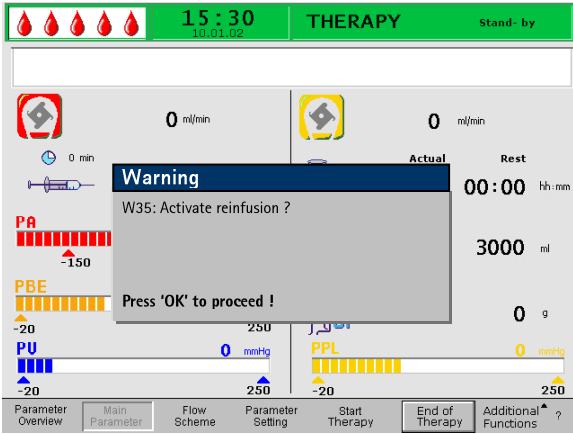 15:30
10.01.02
THERAPY
Stand- by
0 ml/min
0 ml/min
0 min
Actual
Rest
00:00 hh:mm
Warning
W35: Activate reinfusion ?
Press 'OK' to proceed !
PA
-150
3000 ml
PBE
-20
250
0 g
PV
0 mmHg
PPL
0 mmHg
-20
250
-20
250
Parameter Overview
Main Parameter
Flow Scheme
Parameter Setting
Start Therapy
End of Therapy
Additional Functions
?